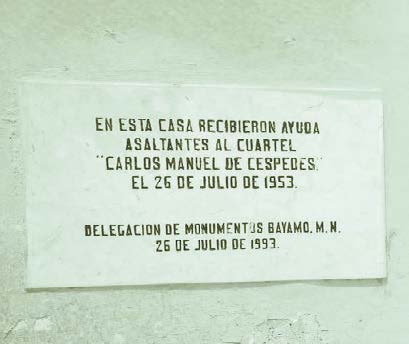 EN ESTA CASA RECIBIERON AYUDA
ASALTANTES AL CUARTEL
"CARLOS MANUEL DE CESPEDES"
EL 26 DE JULIO DE 1953.
DELEGACION DE MONUMENTOS BAYAMO, M.N.
26 DE JULIO DE 1993.